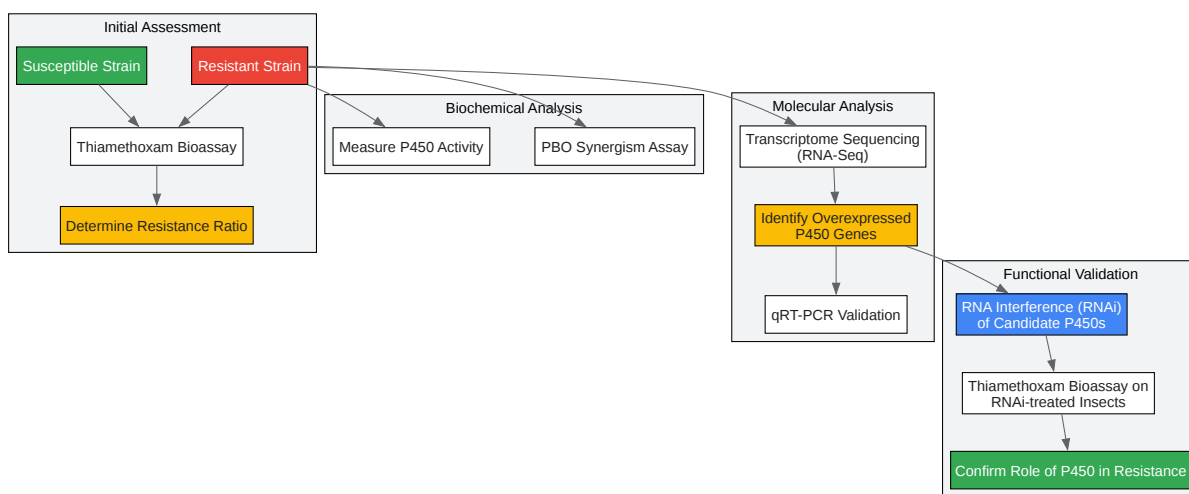 Initial Assessment
Susceptible Strain
Resistant Strain
Thiamethoxam Bioassay
Determine Resistance Ratio
Biochemical Analysis
Measure P450 Activity
PBO Synergism Assay
Molecular Analysis
Transcriptome Sequencing
(RNA-Seq)
Identify Overexpressed
P450 Genes
qRT-PCR Validation
Functional Validation
RNA Interference (RNAi)
of Candidate P450s
Thiamethoxam Bioassay on
RNAi-treated Insects
Confirm Role of P450 in Resistance